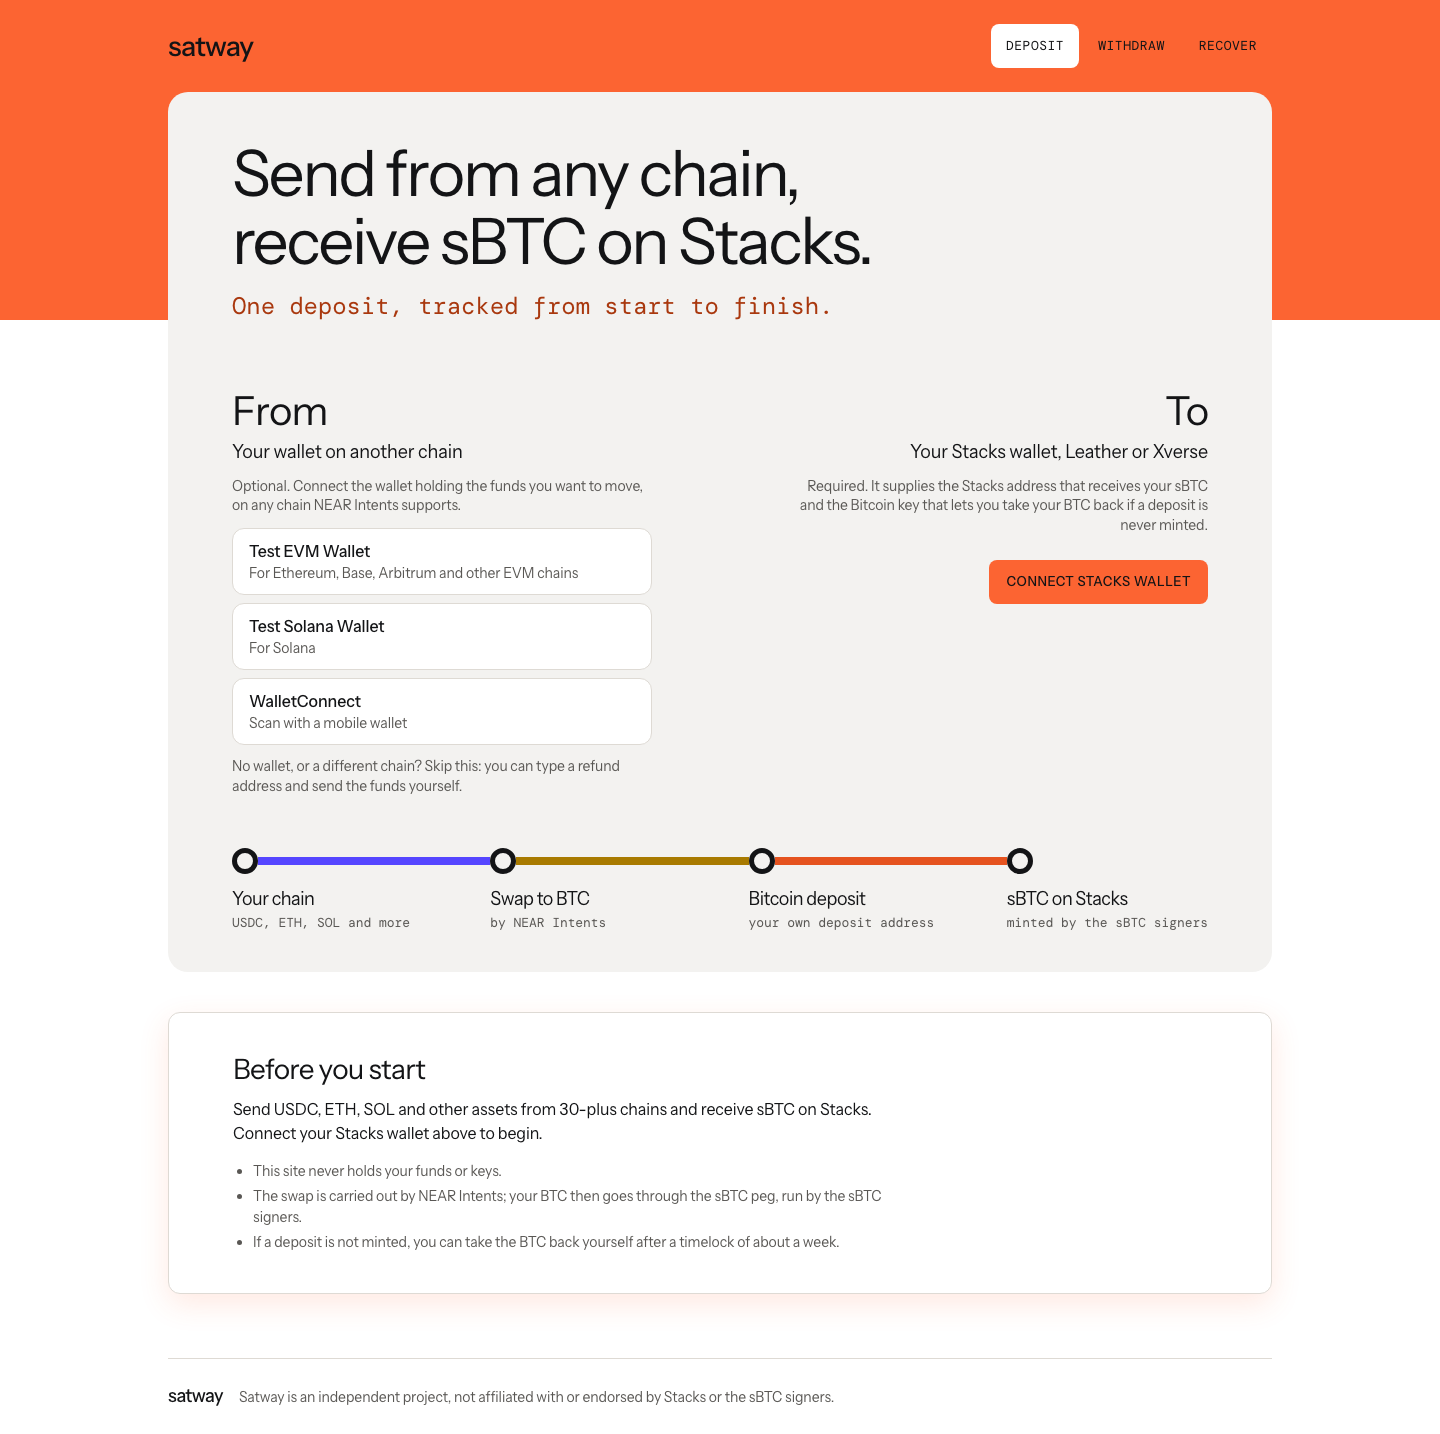 satway
DEPOSIT
WITHDRAW
RECOVER
Send from any chain,
receive sBTC on Stacks.
One deposit, tracked from start to finish.
From
Your wallet on another chain
Optional. Connect the wallet holding the funds you want to move,
on any chain NEAR Intents supports.
Test EVM Wallet
For Ethereum, Base, Arbitrum and other EVM chains
Test Solana Wallet
For Solana
WalletConnect
Scan with a mobile wallet
No wallet, or a different chain? Skip this: you can type a refund
address and send the funds yourself.
To
Your Stacks wallet, Leather or Xverse
Required. It supplies the Stacks address that receives your sBTC
and the Bitcoin key that lets you take your BTC back if a deposit is
never minted.
CONNECT STACKS WALLET
Your chain
USDC, ETH, SOL and more
Swap to BTC
by NEAR Intents
Bitcoin deposit
your own deposit address
sBTC on Stacks
minted by the sBTC signers
Before you start
Send USDC, ETH, SOL and other assets from 30-plus chains and receive sBTC on Stacks.
Connect your Stacks wallet above to begin.
• This site never holds your funds or keys.
• The swap is carried out by NEAR Intents; your BTC then goes through the sBTC peg, run by the sBTC
signers.
• If a deposit is not minted, you can take the BTC back yourself after a timelock of about a week.
satway
Satway is an independent project, not affiliated with or endorsed by Stacks or the sBTC signers.